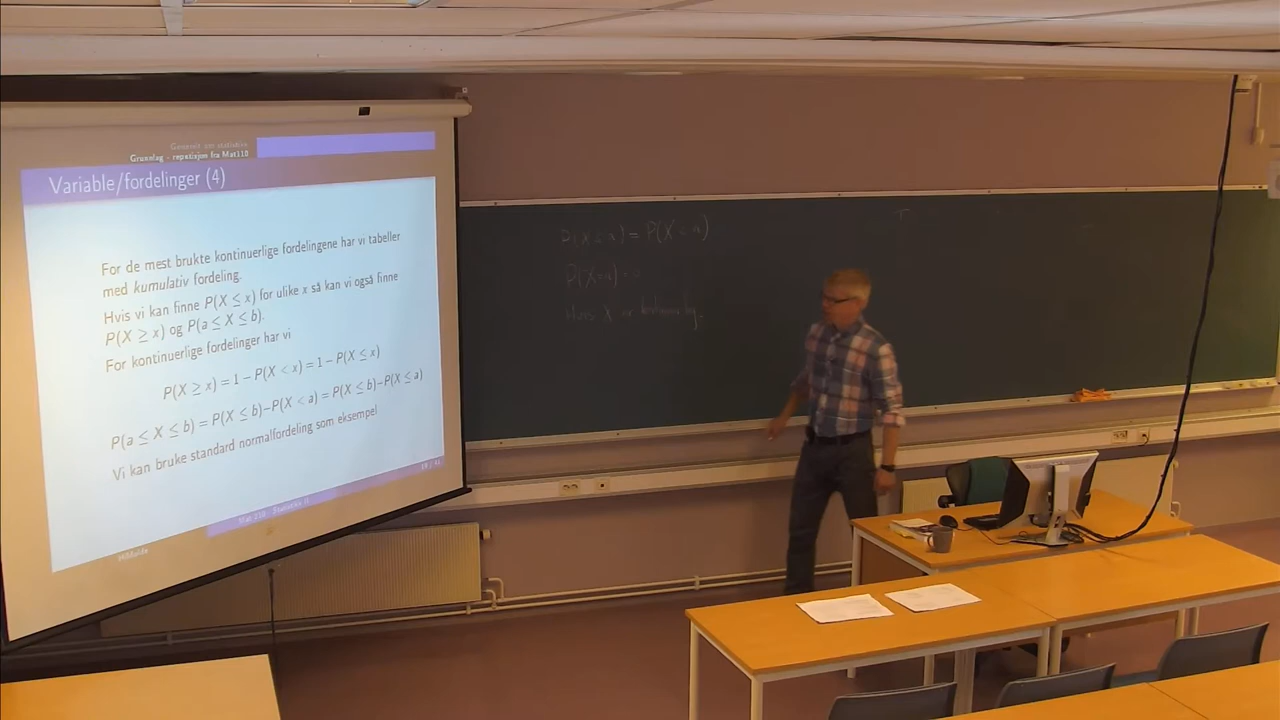 Generelt om statistikk
Grunnlag - repetisjon fra Mat110
Variable/fordelinger (4)
For de mest brukte kontinuerlige fordelingene har vi tabeller
med kumulativ fordeling.
Hvis vi kan finne P(X ≤ x) for ulike x så kan vi også finne
P(X ≥ x) og P(a ≤ X ≤ b).
For kontinuerlige fordelinger har vi
P(X ≥ x) = 1 − P(X < x) = 1 − P(X ≤ x)
P(a ≤ X ≤ b) = P(X ≤ b)−P(X < a) = P(X ≤ b)−P(X ≤ a)
Vi kan bruke standard normalfordeling som eksempel
HiMolde
Statistikk
P(X ≤ a) = P(X < a)
P(X=a) =
Hvis X er kontinuerlig.